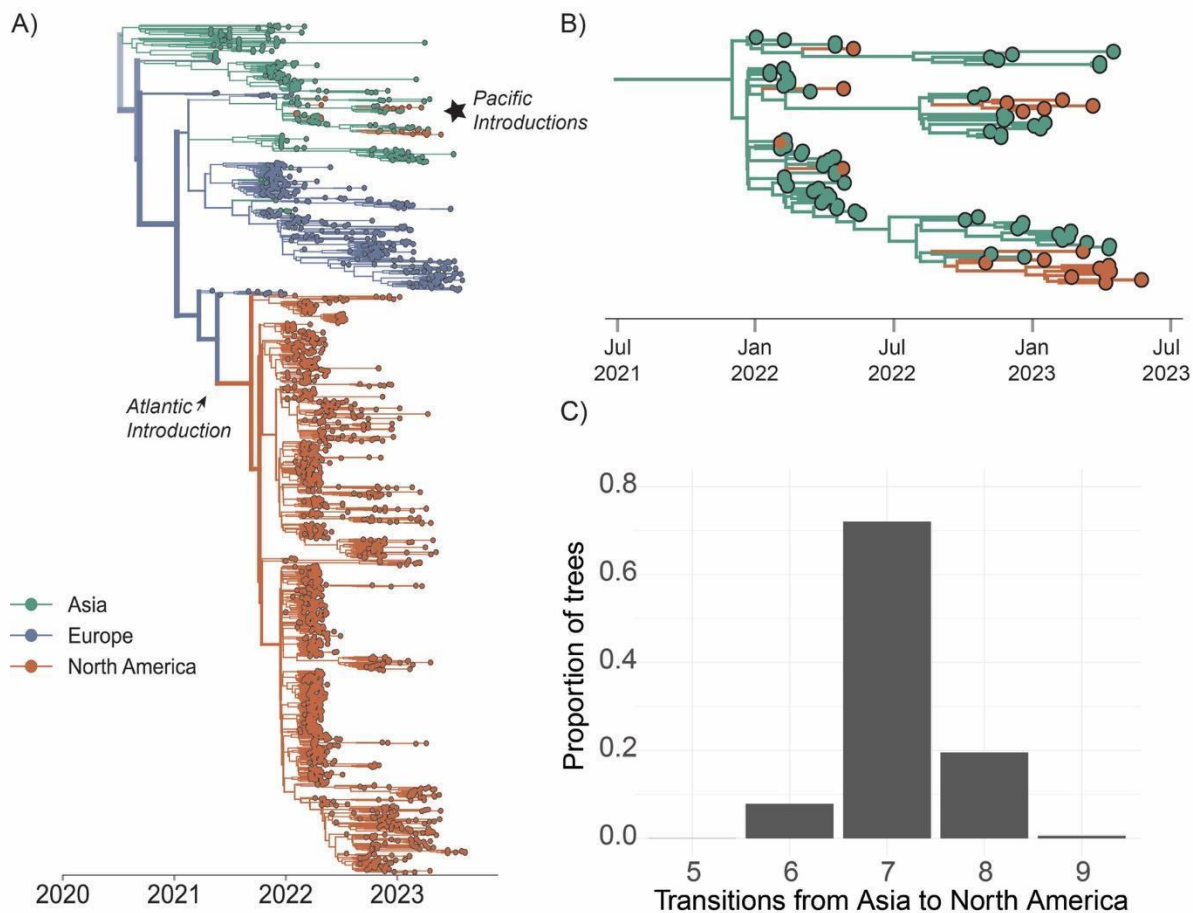 A)
Pacific
Introductions
Atlantic
Introduction
Asia
Europe
North America
2020 2021 2022 2023
B)
Jul Jan Jul Jan Jul
2021 2022 2022 2023 2023
C)
Proportion of trees
0.8
0.6
0.4
0.2
0.0
5 6 7 8 9
Transitions from Asia to North America